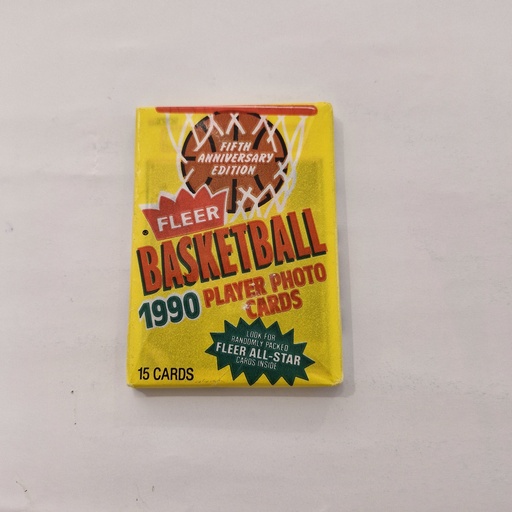 FIFTH
ANNIVERSARY
EDITION
FLEER
BASKETBALL
1990 PLAYER PHOTO
CARDS
LOOK FOR
RANDOMLY PACKED
FLEER ALL-STAR
CARDS INSIDE
15 CARDS